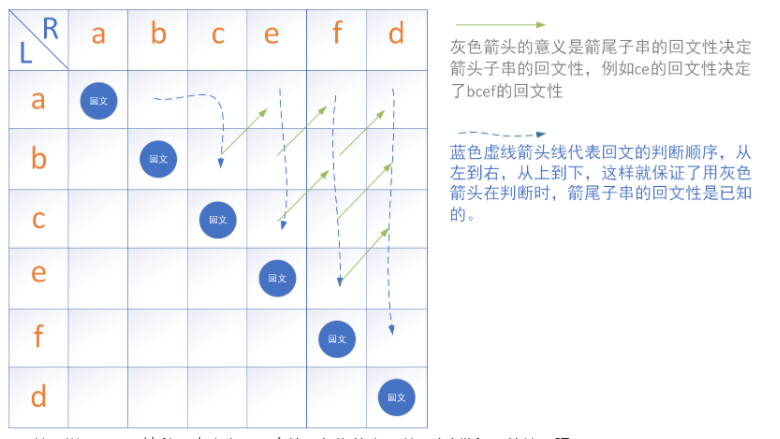 R
L
a b c e f d
a 回文
b 回文
c 回文
e 回文
f 回文
d 回文
灰色箭头的意义是箭尾子串的回文性决定
箭头子串的回文性，例如ce的回文性决定
了bcef的回文性
蓝色虚线箭头线代表回文的判断顺序，从
左到右，从上到下，这样就保证了用灰色
箭头在判断时，箭尾子串的回文性是已知
的。